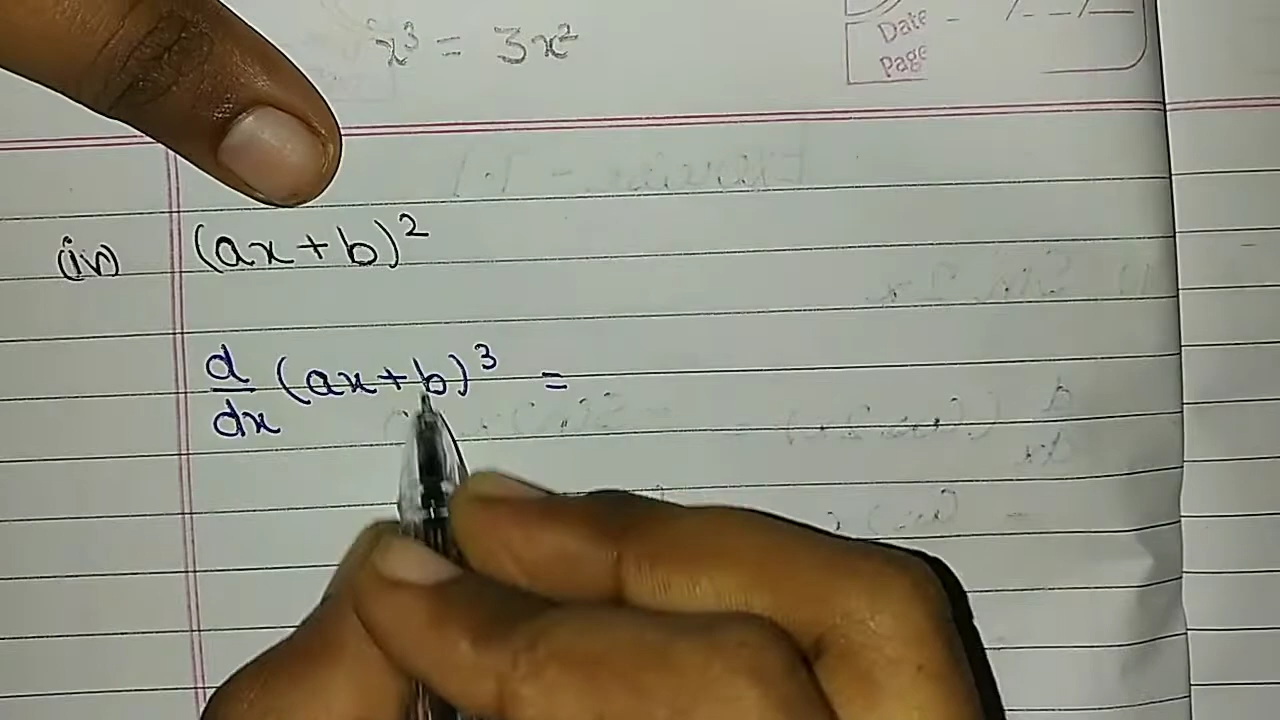 x³ = 3x²
Date
Page
(iv) (ax+b)²
d/dx (ax+b)³ =